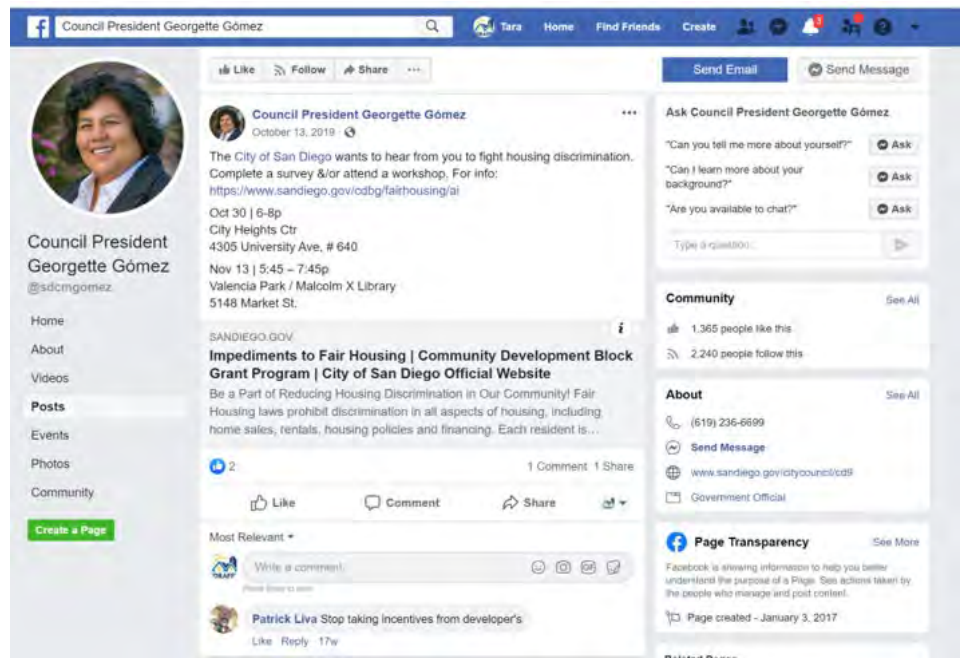 Council President Georgette Gómez
Tara Home Find Friends Create
3
Like Follow Share ...
Send Email Send Message
Council President
Georgette Gómez
@sdcmgomez
Home
About
Videos
Posts
Events
Photos
Community
Create a Page
Council President Georgette Gómez
October 13, 2019
The City of San Diego wants to hear from you to fight housing discrimination.
Complete a survey &/or attend a workshop. For info:
https://www.sandiego.gov/cdbg/fairhousing/ai
Oct 30 | 6-8p
City Heights Ctr
4305 University Ave, # 640
Nov 13 | 5:45 – 7:45p
Valencia Park / Malcolm X Library
5148 Market St.
SANDIEGO.GOV
Impediments to Fair Housing | Community Development Block
Grant Program | City of San Diego Official Website
Be a Part of Reducing Housing Discrimination in Our Community! Fair
Housing laws prohibit discrimination in all aspects of housing, including
home sales, rentals, housing policies and financing. Each resident is...
2
1 Comment 1 Share
Like Comment Share
Most Relevant
Write a comment...
Patrick Liva Stop taking incentives from developer's
Like Reply 17w
Ask Council President Georgette Gómez
"Can you tell me more about yourself?" Ask
"Can I learn more about your
background?" Ask
"Are you available to chat?" Ask
Type a question...
Community See All
1,365 people like this
2,240 people follow this
About See All
(619) 236-6699
Send Message
www.sandiego.gov/citycouncil/cd9
Government Official
Page Transparency See More
Facebook is showing information to help you better
understand the purpose of a Page. See actions taken by
the people who manage and post content.
Page created - January 3, 2017
Related Pages